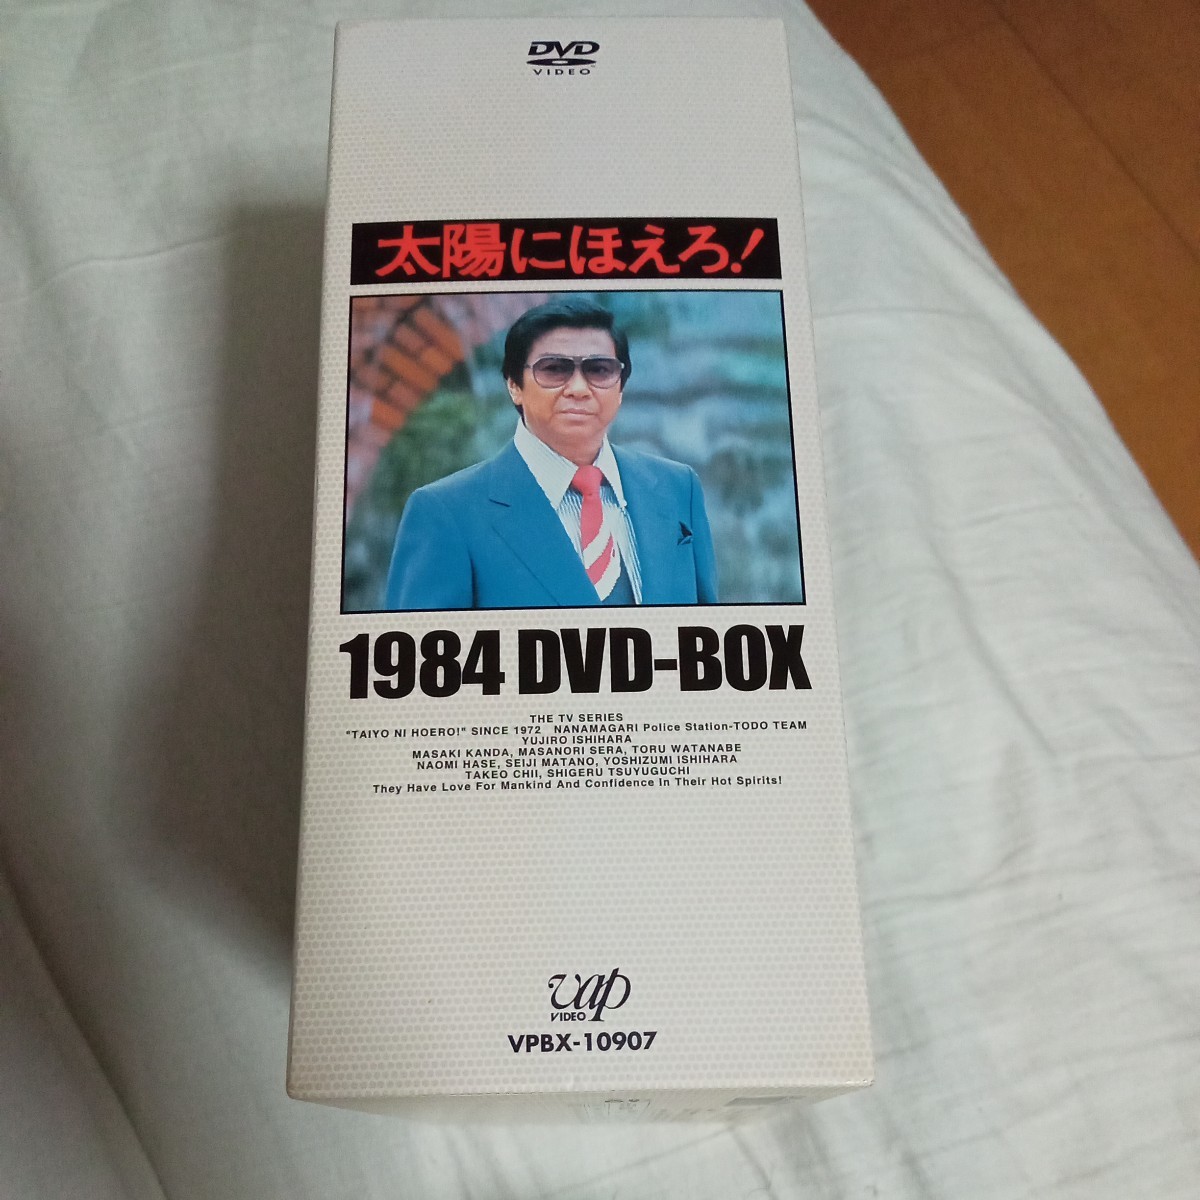 DVD
VIDEO
太陽にほえろ!
1984 DVD-BOX
THE TV SERIES
"TAIYO NI HOERO!" SINCE 1972 NANAMAGARI Police Station-TODO TEAM
YUJIRO ISHIHARA
MASAKI KANDA, MASANORI SERA, TORU WATANABE
NAOMI HASE, SEIJI MATANO, YOSHIZUMI ISHIHARA
TAKEO CHII, SHIGERU TSUYUGUCHI
They Have Love For Mankind And Confidence In Their Hot Spirits!
vap
VIDEO
VPBX-10907